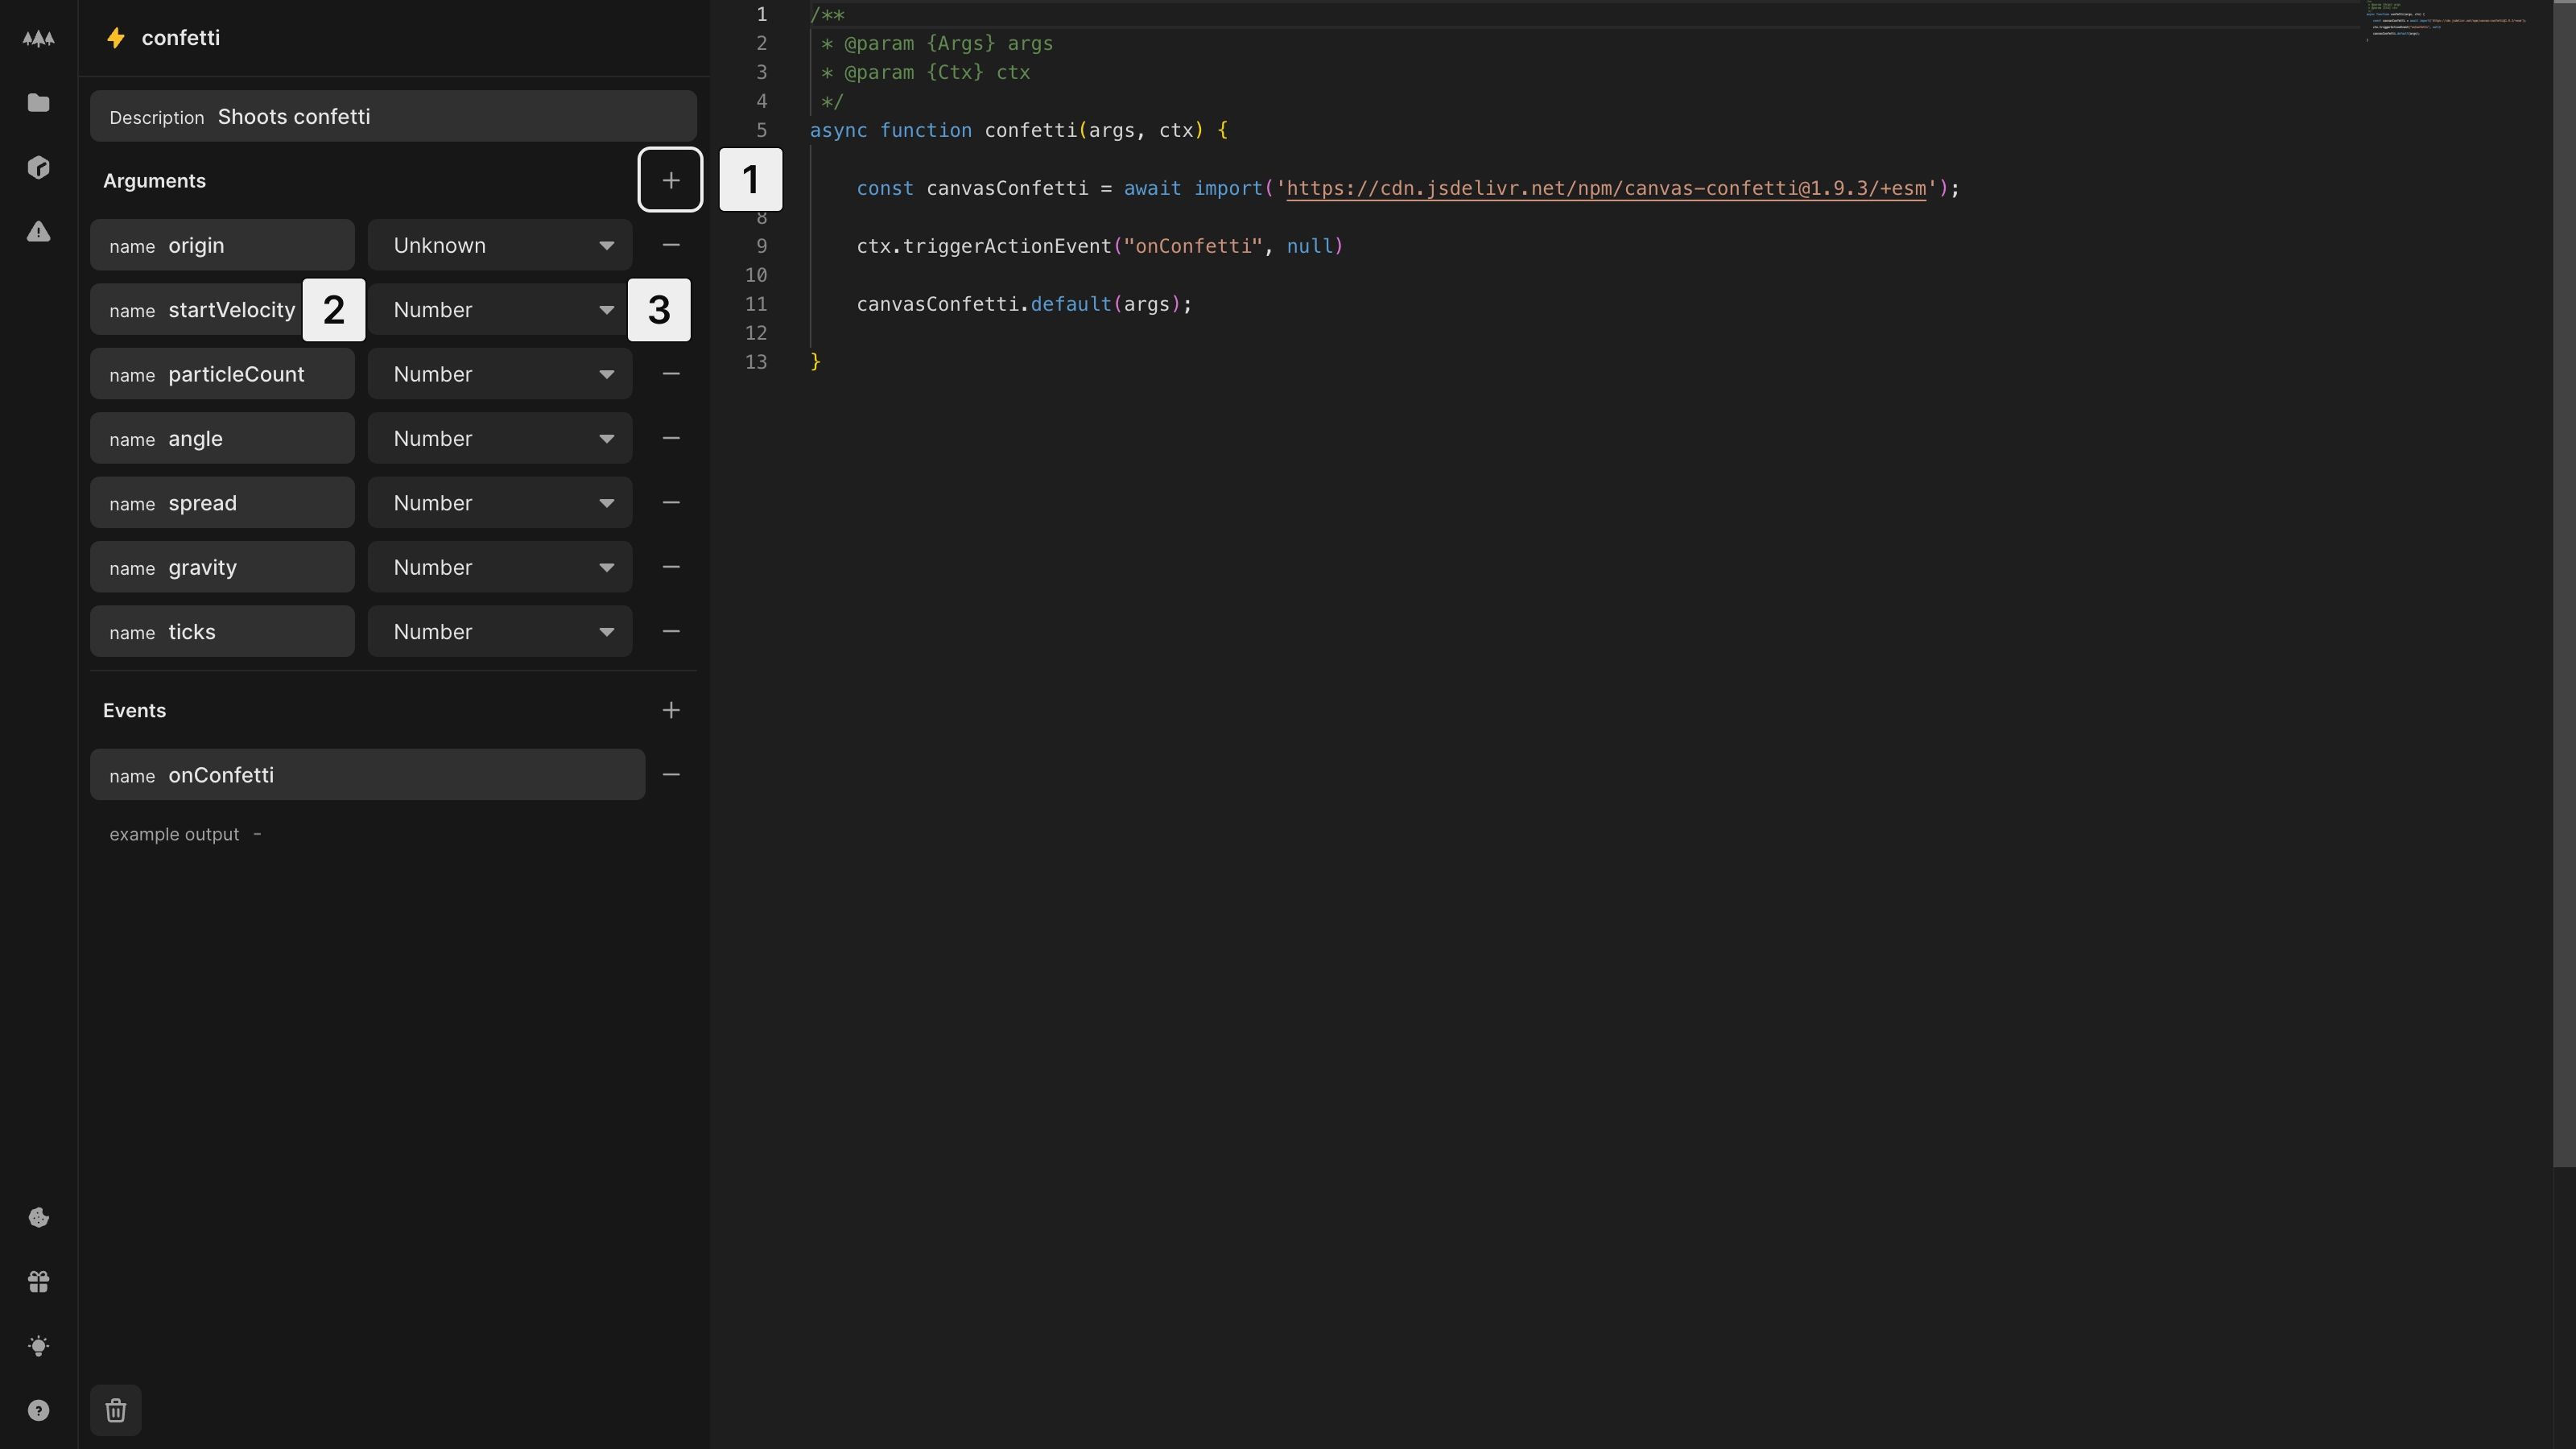 confetti
Description Shoots confetti
Arguments
1
name origin Unknown
name startVelocity 2 Number 3
name particleCount Number
name angle Number
name spread Number
name gravity Number
name ticks Number
Events
name onConfetti
example output -
1 /**
2 * @param {Args} args
3 * @param {Ctx} ctx
4 */
5 async function confetti(args, ctx) {
const canvasConfetti = await import('https://cdn.jsdelivr.net/npm/canvas-confetti@1.9.3/+esm');
8
9 ctx.triggerActionEvent("onConfetti", null)
10
11 canvasConfetti.default(args);
12
13 }